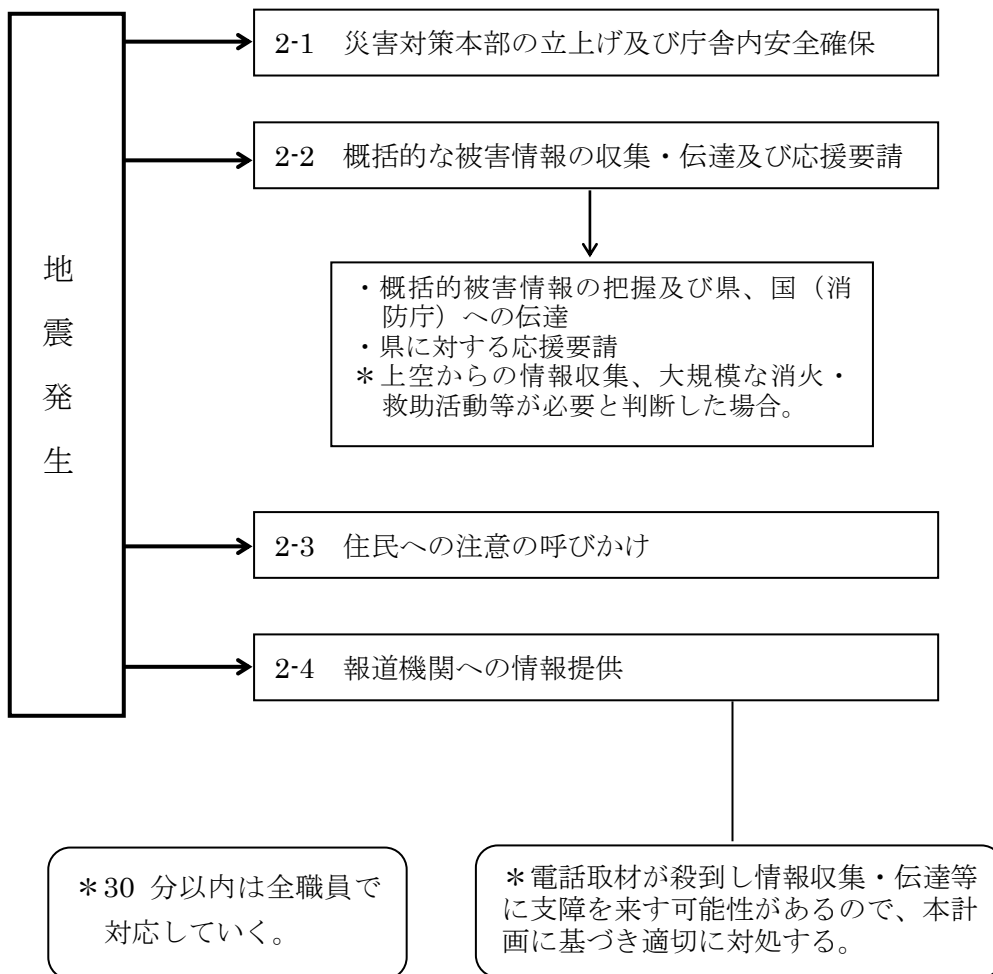 2-1 災害対策本部の立上げ及び庁舎内安全確保
2-2 概括的な被害情報の収集・伝達及び応援要請
地震発生
・概括的被害情報の把握及び県、国（消
防庁）への伝達
・県に対する応援要請
＊上空からの情報収集、大規模な消火・
救助活動等が必要と判断した場合。
2-3 住民への注意の呼びかけ
2-4 報道機関への情報提供
＊30 分以内は全職員で
対応していく。
＊電話取材が殺到し情報収集・伝達等
に支障を来す可能性があるので、本計
画に基づき適切に対処する。